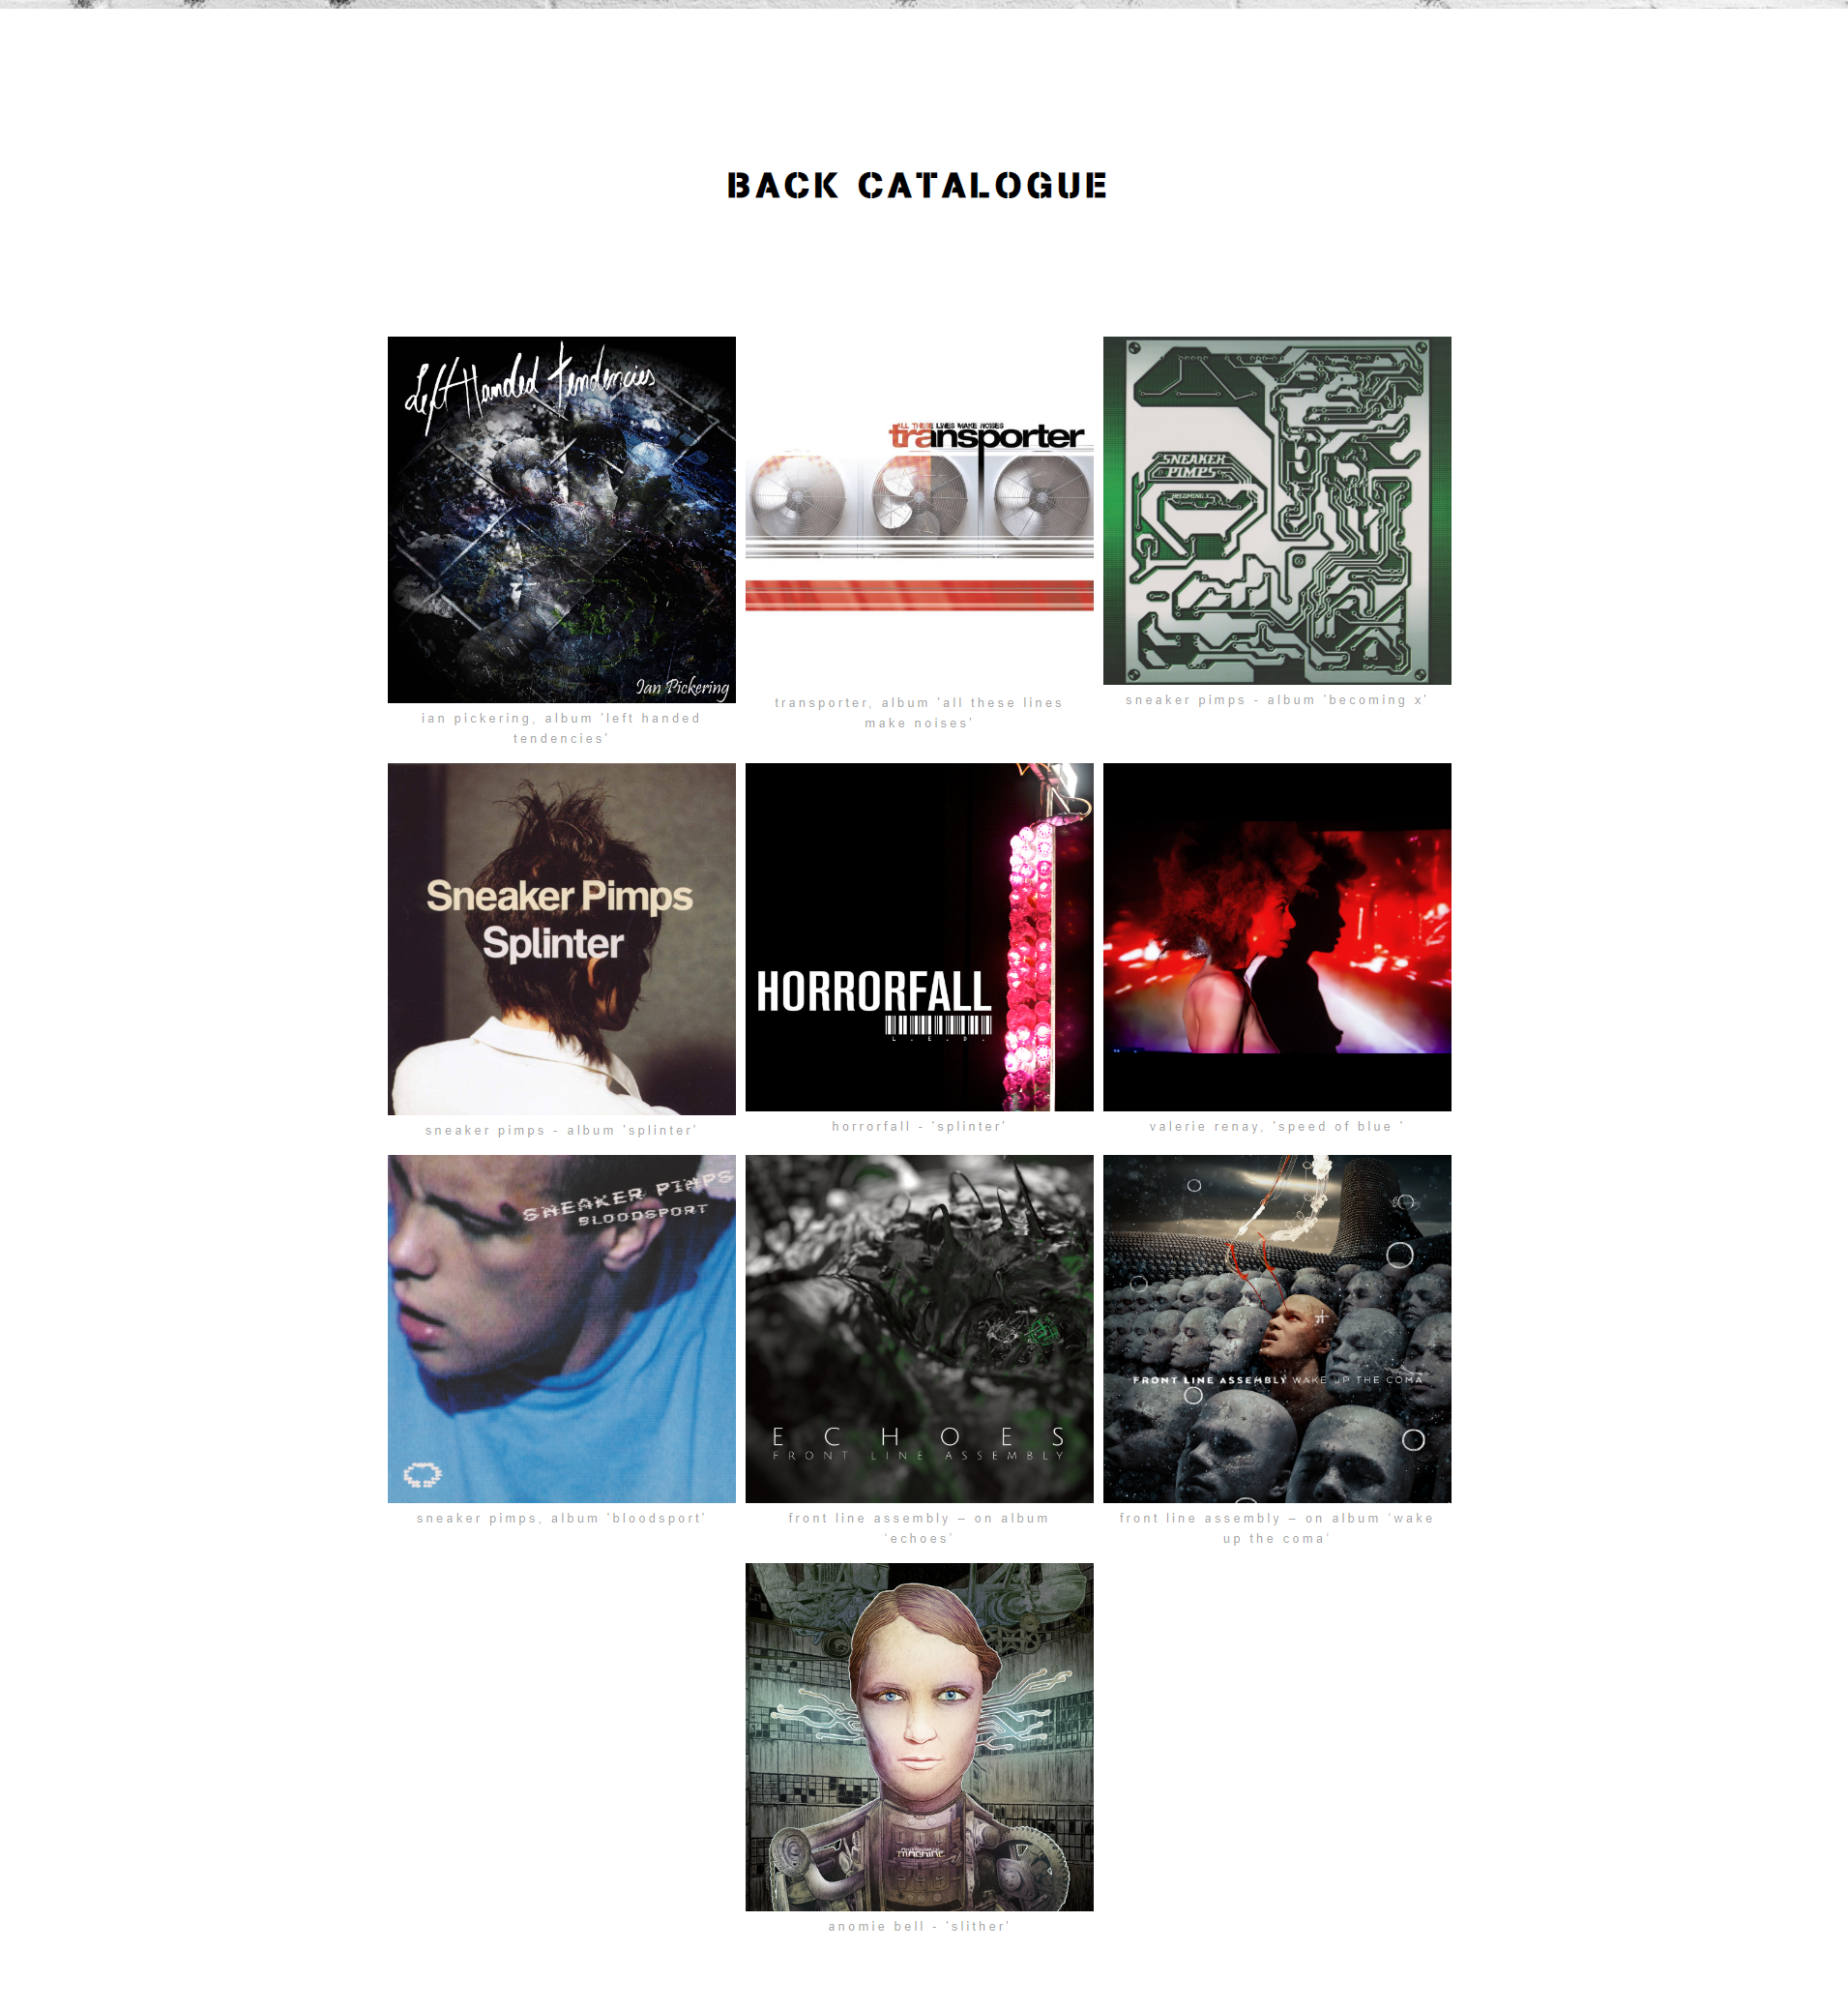 BACK CATALOGUE
Left Handed Tendencies
Ian Pickering
ian pickering, album 'left handed
tendencies'
ALL THESE LINES MAKE NOISES
transporter
transporter, album 'all these lines
make noises'
SNEAKER
PIMPS
BECOMING X
sneaker pimps - album 'becoming x'
Sneaker Pimps
Splinter
sneaker pimps - album 'splinter'
HORRORFALL
L . E . D .
horrorfall - 'splinter'
valerie renay, 'speed of blue '
SNEAKER PIMPS
BLOODSPORT
sneaker pimps, album 'bloodsport'
ECHOES
FRONT LINE ASSEMBLY
front line assembly – on album
'echoes'
FRONT LINE ASSEMBLY WAKE UP THE COMA
front line assembly – on album 'wake
up the coma'
MACHINE
anomie bell - 'slither'